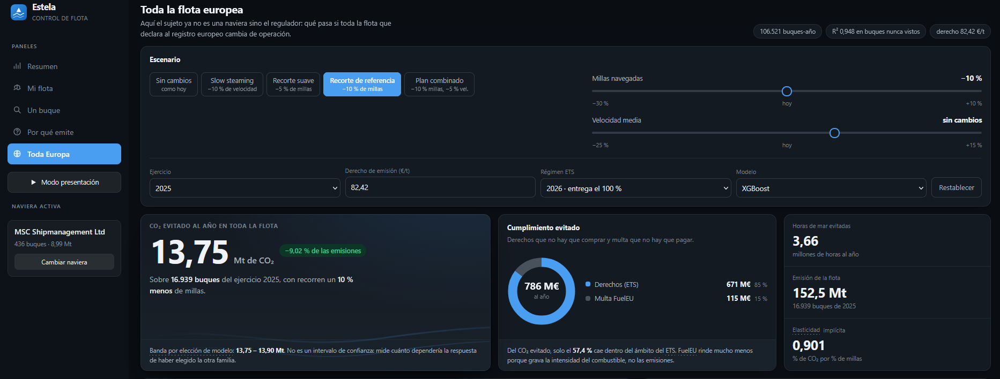 Estela
CONTROL DE FLOTA
PANELES
Resumen
Mi flota
Un buque
Por qué emite
Toda Europa
Modo presentación
NAVIERA ACTIVA
MSC Shipmanagement Ltd
436 buques · 8,99 Mt
Cambiar naviera
Toda la flota europea
Aquí el sujeto ya no es una naviera sino el regulador: qué pasa si toda la flota que
declara al registro europeo cambia de operación.
106.521 buques-año
R² 0,948 en buques nunca vistos
derecho 82,42 €/t
Escenario
Sin cambios
como hoy
Slow steaming
−10 % de velocidad
Recorte suave
−5 % de millas
Recorte de referencia
−10 % de millas
Plan combinado
−10 % millas, −5 % vel.
Millas navegadas
−10 %
−30 %
hoy
+10 %
Velocidad media
sin cambios
−25 %
hoy
+15 %
Ejercicio
2025
Derecho de emisión (€/t)
82,42
Régimen ETS
2026 · entrega el 100 %
Modelo
XGBoost
Restablecer
CO₂ EVITADO AL AÑO EN TODA LA FLOTA
13,75 Mt de CO₂
−9,02 % de las emisiones
Sobre 16.939 buques del ejercicio 2025, con recorren un 10 %
menos de millas.
Banda por elección de modelo: 13,75 – 13,90 Mt. No es un intervalo de confianza: mide cuánto dependería la respuesta
de haber elegido la otra familia.
Cumplimiento evitado
Derechos que no hay que comprar y multa que no hay que pagar.
786 M€
al año
Derechos (ETS) 671 M€ 85 %
Multa FuelEU 115 M€ 15 %
Del CO₂ evitado, solo el 57,4 % cae dentro del ámbito del ETS. FuelEU rinde mucho menos
porque grava la intensidad del combustible, no las emisiones.
Horas de mar evitadas
3,66
millones de horas al año
Emisión de la flota
152,5 Mt
16.939 buques de 2025
Elasticidad implícita
0,901
% de CO₂ por % de millas